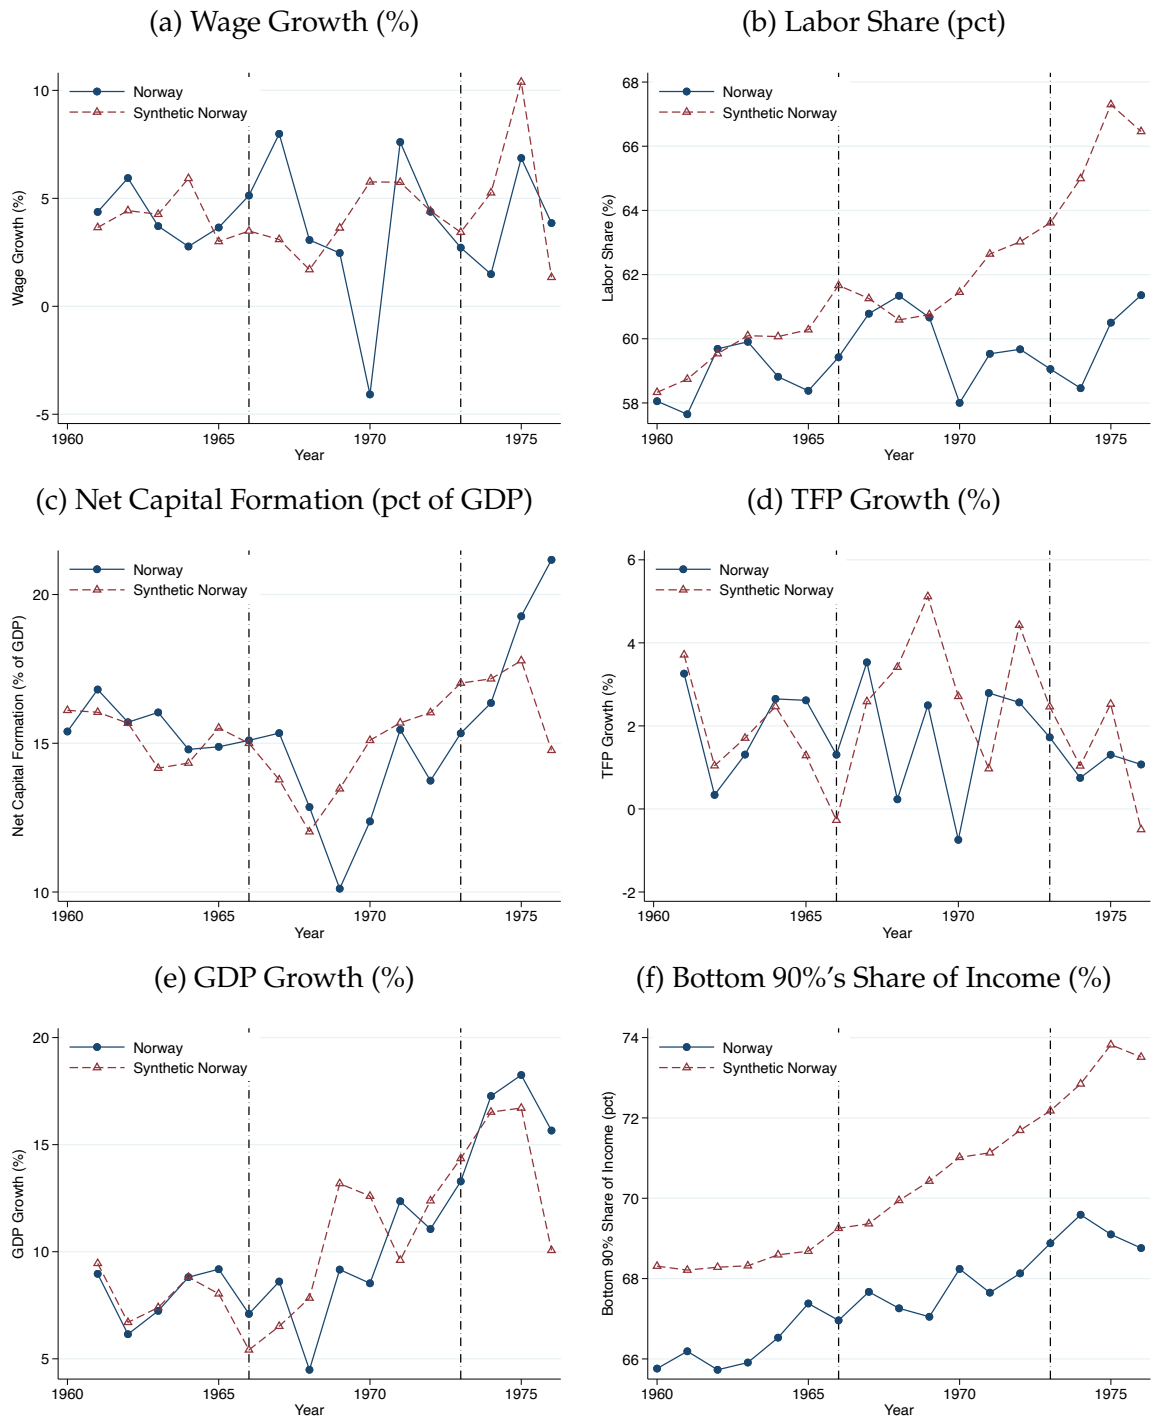 (a) Wage Growth (%)
Norway
Synthetic Norway
10
5
0
-5
Wage Growth (%)
1960
1965
1970
1975
Year
(b) Labor Share (pct)
Norway
Synthetic Norway
68
66
64
62
60
58
Labor Share (%)
1960
1965
1970
1975
Year
(c) Net Capital Formation (pct of GDP)
Norway
Synthetic Norway
20
15
10
Net Capital Formation (% of GDP)
1960
1965
1970
1975
Year
(d) TFP Growth (%)
Norway
Synthetic Norway
6
4
2
0
-2
TFP Growth (%)
1960
1965
1970
1975
Year
(e) GDP Growth (%)
Norway
Synthetic Norway
20
15
10
5
GDP Growth (%)
1960
1965
1970
1975
Year
(f) Bottom 90%’s Share of Income (%)
Norway
Synthetic Norway
74
72
70
68
66
Bottom 90% Share of Income (pct)
1960
1965
1970
1975
Year